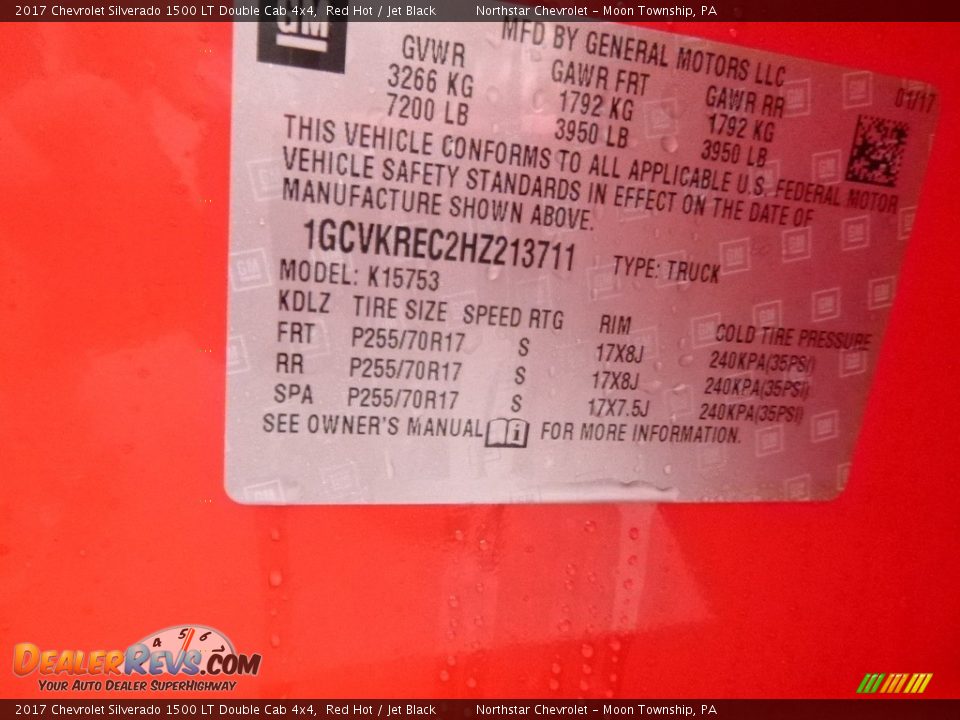 2017 Chevrolet Silverado 1500 LT Double Cab 4x4, Red Hot / Jet Black Northstar Chevrolet - Moon Township, PA
GM
MFD BY GENERAL MOTORS LLC
GVWR GAWR FRT GAWR RR 01/17
3266 KG 1792 KG 1792 KG
7200 LB 3950 LB 3950 LB
THIS VEHICLE CONFORMS TO ALL APPLICABLE U.S. FEDERAL MOTOR
VEHICLE SAFETY STANDARDS IN EFFECT ON THE DATE OF
MANUFACTURE SHOWN ABOVE.
1GCVKREC2HZ213711 TYPE: TRUCK
MODEL: K15753
KDLZ TIRE SIZE SPEED RTG RIM COLD TIRE PRESSURE
FRT P255/70R17 S 17X8J 240KPA(35PSI)
RR P255/70R17 S 17X8J 240KPA(35PSI)
SPA P255/70R17 S 17X7.5J 240KPA(35PSI)
SEE OWNER'S MANUAL i FOR MORE INFORMATION.
4 5 6 7
DEALERREVS.COM
YOUR AUTO DEALER SUPERHIGHWAY
2017 Chevrolet Silverado 1500 LT Double Cab 4x4, Red Hot / Jet Black Northstar Chevrolet - Moon Township, PA